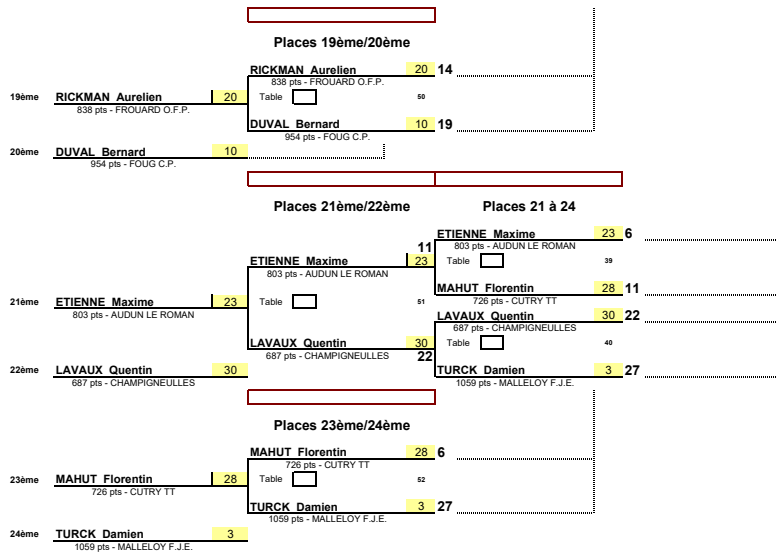 Places 19ème/20ème
RICKMAN Aurelien 20 14
838 pts - FROUARD O.F.P.
19ème RICKMAN Aurelien 20 Table 50
838 pts - FROUARD O.F.P.
DUVAL Bernard 10 19
954 pts - FOUG C.P.
20ème DUVAL Bernard 10
954 pts - FOUG C.P.
Places 21ème/22ème Places 21 à 24
ETIENNE Maxime 23 6
11 803 pts - AUDUN LE ROMAN
ETIENNE Maxime 23 Table 39
803 pts - AUDUN LE ROMAN
MAHUT Florentin 28 11
21ème ETIENNE Maxime 23 Table 51 726 pts - CUTRY TT
803 pts - AUDUN LE ROMAN LAVAUX Quentin 30 22
687 pts - CHAMPIGNEULLES
LAVAUX Quentin 30 Table 40
687 pts - CHAMPIGNEULLES 22
22ème LAVAUX Quentin 30 TURCK Damien 3 27
687 pts - CHAMPIGNEULLES 1059 pts - MALLELOY F.J.E.
Places 23ème/24ème
MAHUT Florentin 28 6
726 pts - CUTRY TT
23ème MAHUT Florentin 28 Table 52
726 pts - CUTRY TT
TURCK Damien 3 27
1059 pts - MALLELOY F.J.E.
24ème TURCK Damien 3
1059 pts - MALLELOY F.J.E.